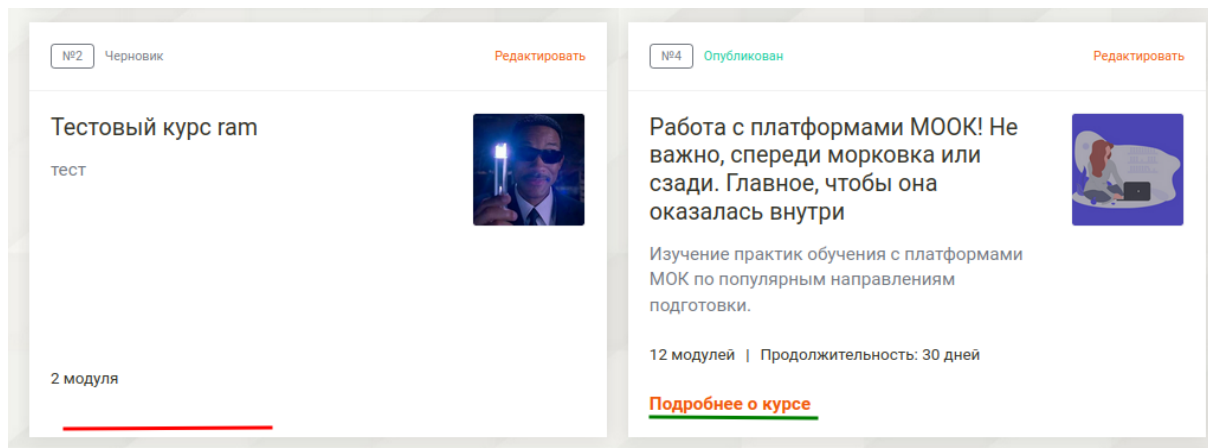 №2 Черновик Редактировать
Тестовый курс ram
тест
2 модуля
№4 Опубликован Редактировать
Работа с платформами МООК! Не
важно, спереди морковка или
сзади. Главное, чтобы она
оказалась внутри
Изучение практик обучения с платформами
МОК по популярным направлениям
подготовки.
12 модулей | Продолжительность: 30 дней
Подробнее о курсе